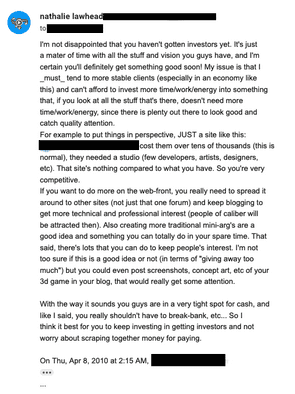 nathalie lawhead
to
I'm not disappointed that you haven't gotten investors yet. It's just
a mater of time with all the stuff and vision you guys have, and I'm
certain you'll definitely get something good soon! My issue is that I
_must_ tend to more stable clients (especially in an economy like
this) and can't afford to invest more time/work/energy into something
that, if you look at all the stuff that's there, doesn't need more
time/work/energy, since there is plenty out there to look good and
catch quality attention.
For example to put things in perspective, JUST a site like this:
cost them over tens of thousands (this is
normal), they needed a studio (few developers, artists, designers,
etc). That site's nothing compared to what you have. So you're very
competitive.
If you want to do more on the web-front, you really need to spread it
around to other sites (not just that one forum) and keep blogging to
get more technical and professional interest (people of caliber will
be attracted then). Also creating more traditional mini-arg's are a
good idea and something you can totally do in your spare time. That
said, there's lots that you can do to keep people's interest. I'm not
too sure if this is a good idea or not (in terms of "giving away too
much") but you could even post screenshots, concept art, etc of your
3d game in your blog, that would really get some attention.
With the way it sounds you guys are in a very tight spot for cash, and
like I said, you really shouldn't have to break-bank, etc... So I
think it best for you to keep investing in getting investors and not
worry about scraping together money for paying.
On Thu, Apr 8, 2010 at 2:15 AM, :
...